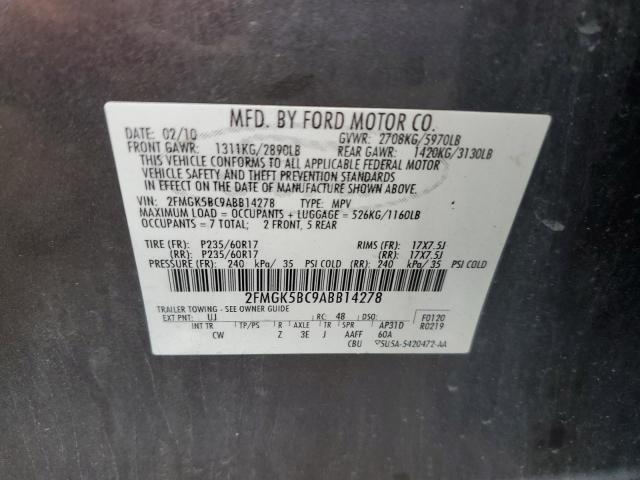 MFD. BY FORD MOTOR CO.
DATE: 02/10 GVWR: 2708KG/5970LB
FRONT GAWR: 1311KG/2890LB REAR GAWR: 1420KG/3130LB
THIS VEHICLE CONFORMS TO ALL APPLICABLE FEDERAL MOTOR
VEHICLE SAFETY AND THEFT PREVENTION STANDARDS
IN EFFECT ON THE DATE OF MANUFACTURE SHOWN ABOVE.
VIN: 2FMGK5BC9ABB14278 TYPE: MPV
MAXIMUM LOAD = OCCUPANTS + LUGGAGE = 526KG/1160LB
OCCUPANTS = 7 TOTAL: 2 FRONT, 5 REAR
TIRE (FR): P235/60R17 RIMS (FR): 17X7.5J
(RR): P235/60R17 (RR): 17X7.5J
PRESSURE (FR): 240 kPa/ 35 PSI COLD (RR): 240 kPa/ 35 PSI COLD
2FMGK5BC9ABB14278
TRAILER TOWING - SEE OWNER GUIDE
EXT PNT: UJ RC: 48 DSO: F0120
R0219
INT TR TP/PS R AXLE TR SPR AP31D
CW Z 3E J AAFF 60A
CBU 5U5A-5420472-AA